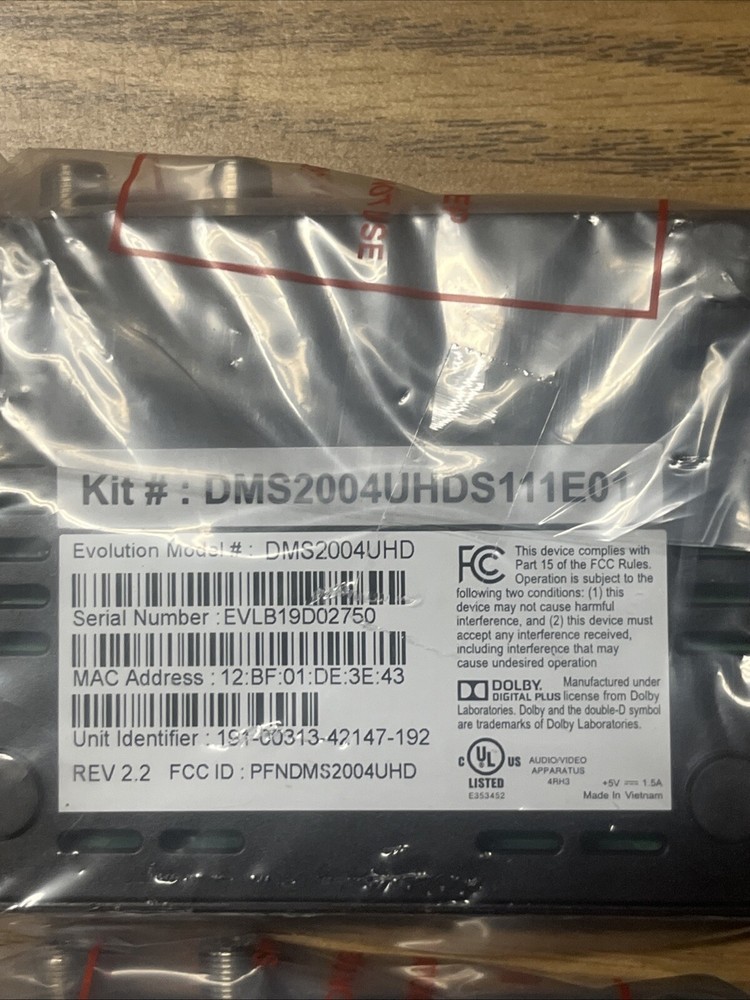 NOT USE
Kit # : DMS2004UHDS111E01
Evolution Model # : DMS2004UHD
Serial Number : EVLB19D02750
MAC Address : 12:BF:01:DE:3E:43
Unit Identifier : 191-00313-42147-192
REV 2.2 FCC ID : PFNDMS2004UHD
FCC
This device complies with
Part 15 of the FCC Rules.
Operation is subject to the
following two conditions: (1) this
device may not cause harmful
interference, and (2) this device must
accept any interference received,
including interference that may
cause undesired operation
DOLBY.
DIGITAL PLUS
Manufactured under
license from Dolby
Laboratories. Dolby and the double-D symbol
are trademarks of Dolby Laboratories.
C UL US
LISTED
E353452
AUDIO/VIDEO
APPARATUS
4RH3
+5V ⎓ 1.5A
Made In Vietnam